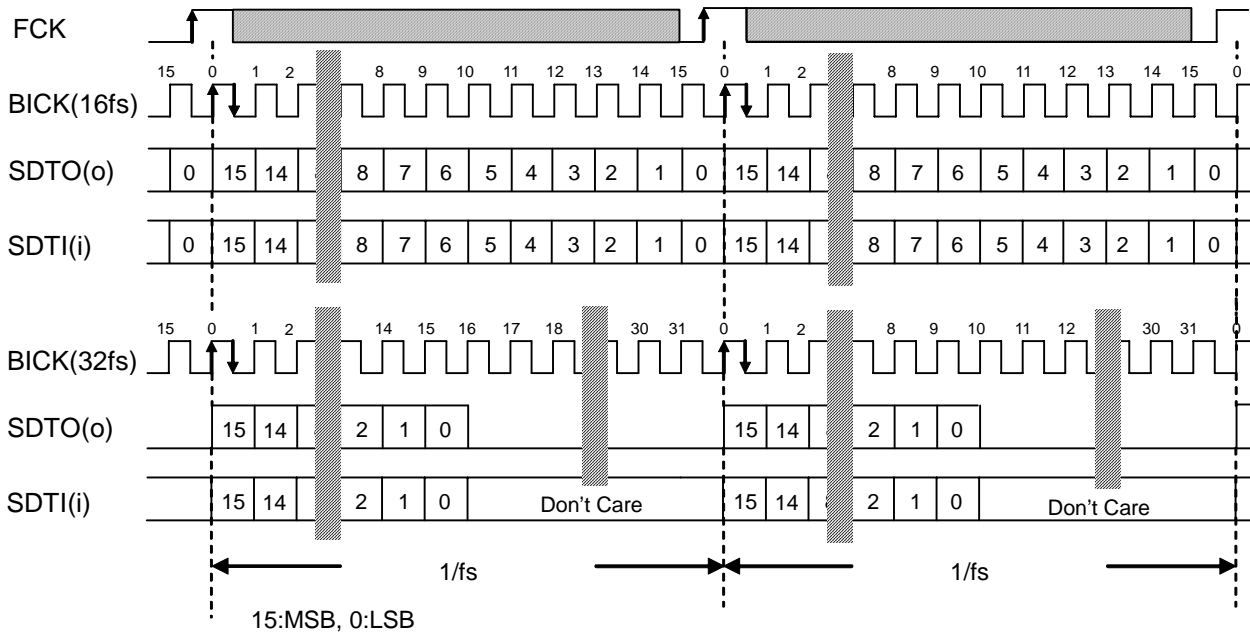 FCK
15 0 1 2 8 9 10 11 12 13 14 15 0 1 2 8 9 10 11 12 13 14 15 0
BICK(16fs)
SDTO(o) 0 15 14 8 7 6 5 4 3 2 1 0 15 14 8 7 6 5 4 3 2 1 0
SDTI(i) 0 15 14 8 7 6 5 4 3 2 1 0 15 14 8 7 6 5 4 3 2 1 0
15 0 1 2 14 15 16 17 18 30 31 0 1 2 8 9 10 11 12 30 31 0
BICK(32fs)
SDTO(o) 15 14 2 1 0 15 14 2 1 0
SDTI(i) 15 14 2 1 0 Don't Care 15 14 2 1 0 Don't Care
1/fs 1/fs
15:MSB, 0:LSB